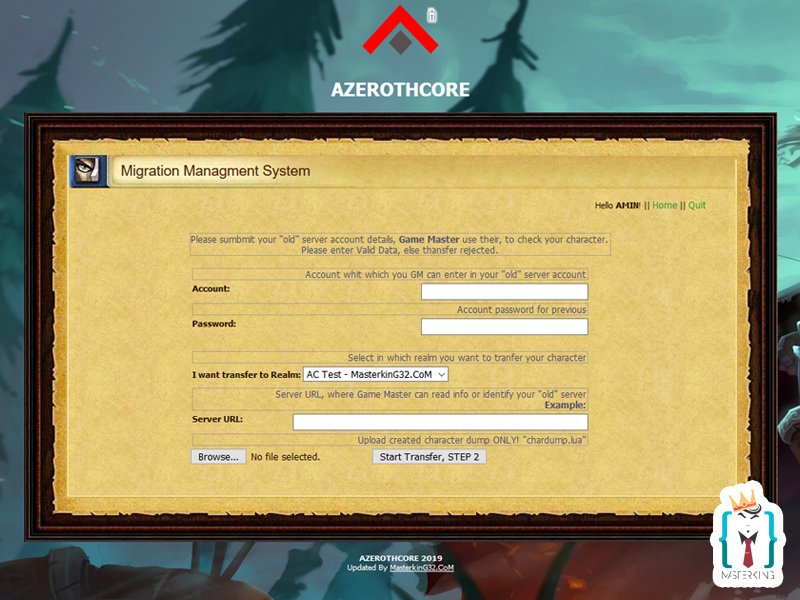 AZEROTHCORE
Migration Managment System
Hello AMIN! || Home || Quit
Please sumbmit your "old" server account details, Game Master use their, to check your character.
Please enter Valid Data, else transfer rejected.
Account whit which you GM can enter in your "old" server account
Account:
Account password for previous
Password:
Select in which realm you want to tranfer your character
I want transfer to Realm: AC Test - MasterkinG32.CoM
Server URL, where Game Master can read info or identify your "old" server
Example:
Server URL:
Upload created character dump ONLY! "chardump.lua"
Browse... No file selected. Start Transfer, STEP 2
MASTERKING
AZEROTHCORE 2019
Updated By MasterkinG32.CoM